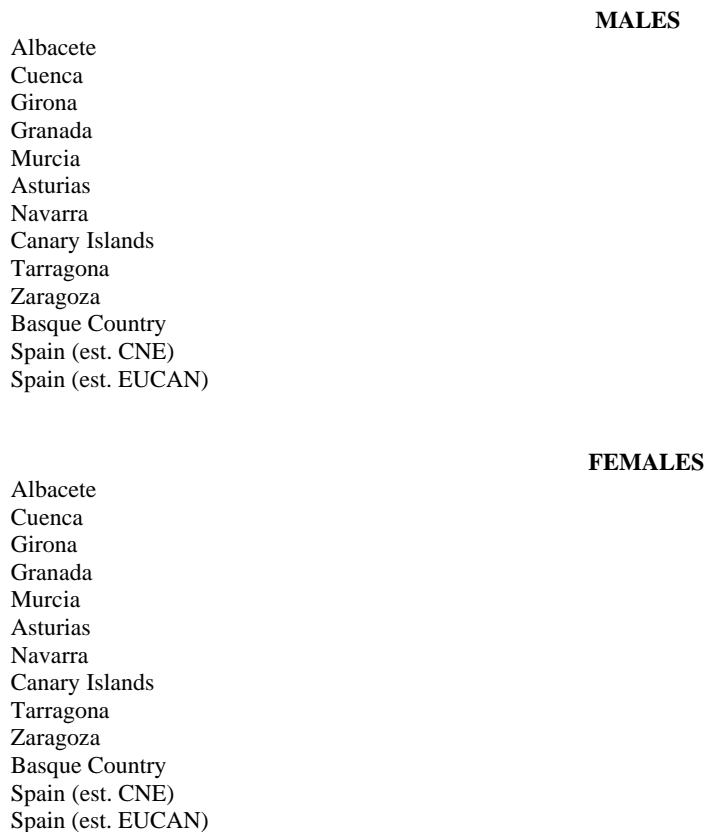 MALES
Albacete
Cuenca
Girona
Granada
Murcia
Asturias
Navarra
Canary Islands
Tarragona
Zaragoza
Basque Country
Spain (est. CNE)
Spain (est. EUCAN)
FEMALES
Albacete
Cuenca
Girona
Granada
Murcia
Asturias
Navarra
Canary Islands
Tarragona
Zaragoza
Basque Country
Spain (est. CNE)
Spain (est. EUCAN)